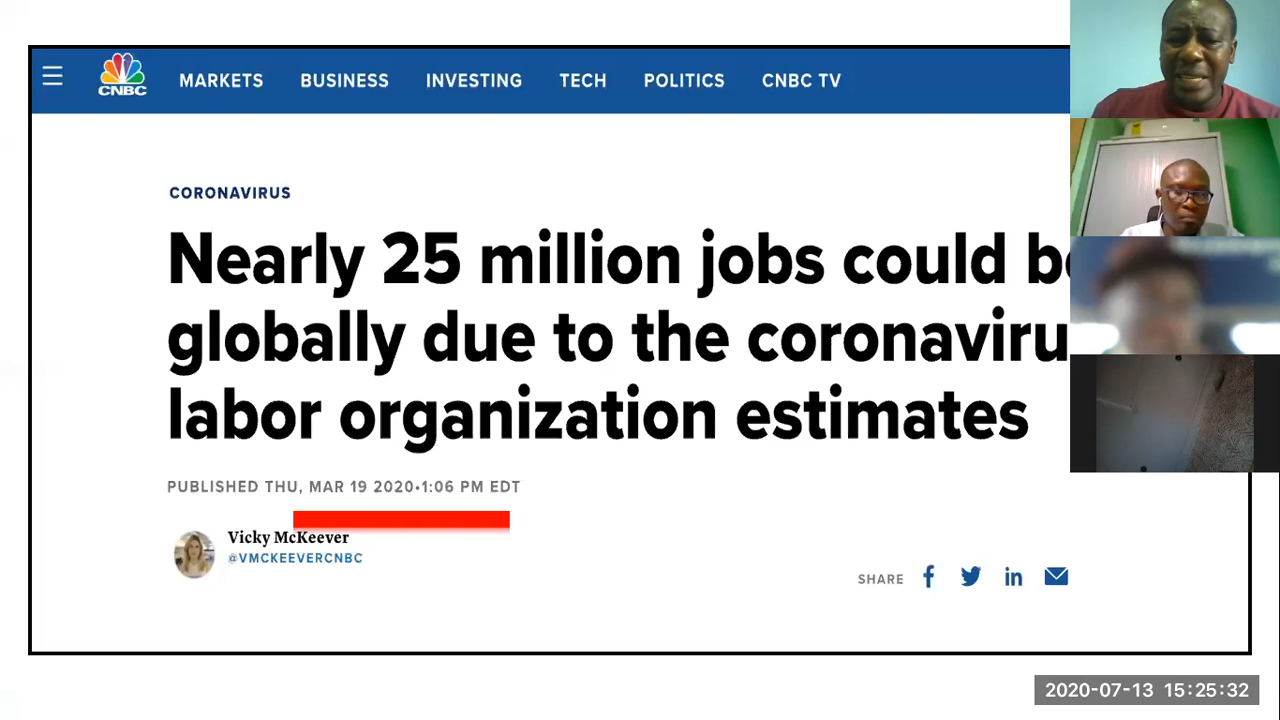 CNBC MARKETS BUSINESS INVESTING TECH POLITICS CNBC TV
CORONAVIRUS
Nearly 25 million jobs could
globally due to the
labor organization estimates
PUBLISHED THU, MAR 19 2020•1:06 PM EDT
Vicky McKeever
@VMCKEEVERCNBC
SHARE
2020-07-13 15:25:32